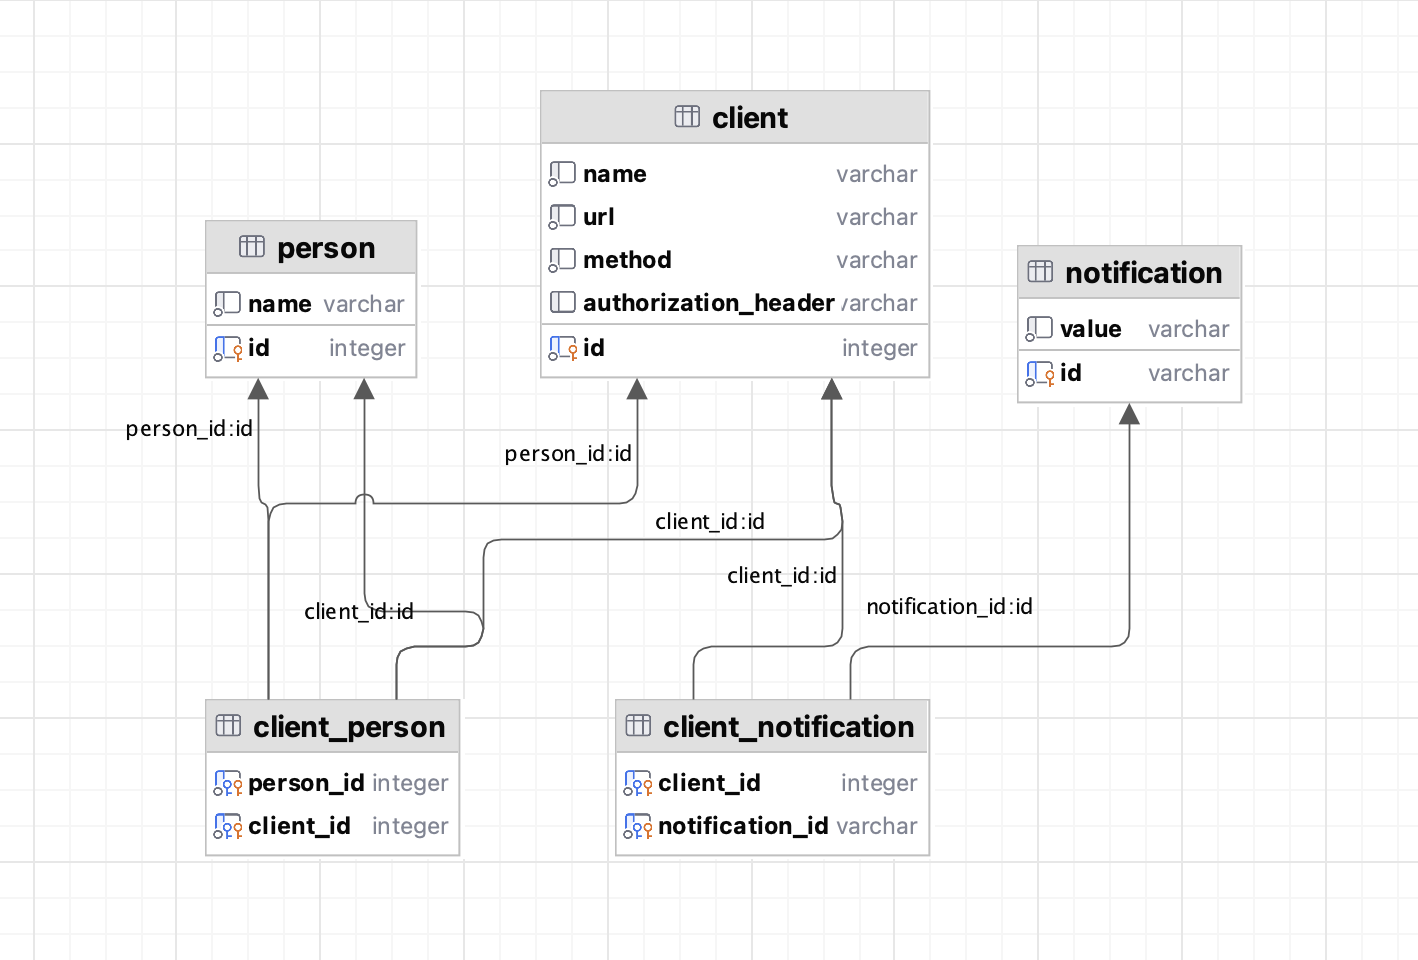 client
name varchar
url varchar
method varchar
authorization_header varchar
id integer
person
name varchar
id integer
notification
value varchar
id varchar
person_id:id
person_id:id
client_id:id
client_id:id
client_id:id
notification_id:id
client_person
person_id integer
client_id integer
client_notification
client_id integer
notification_id varchar